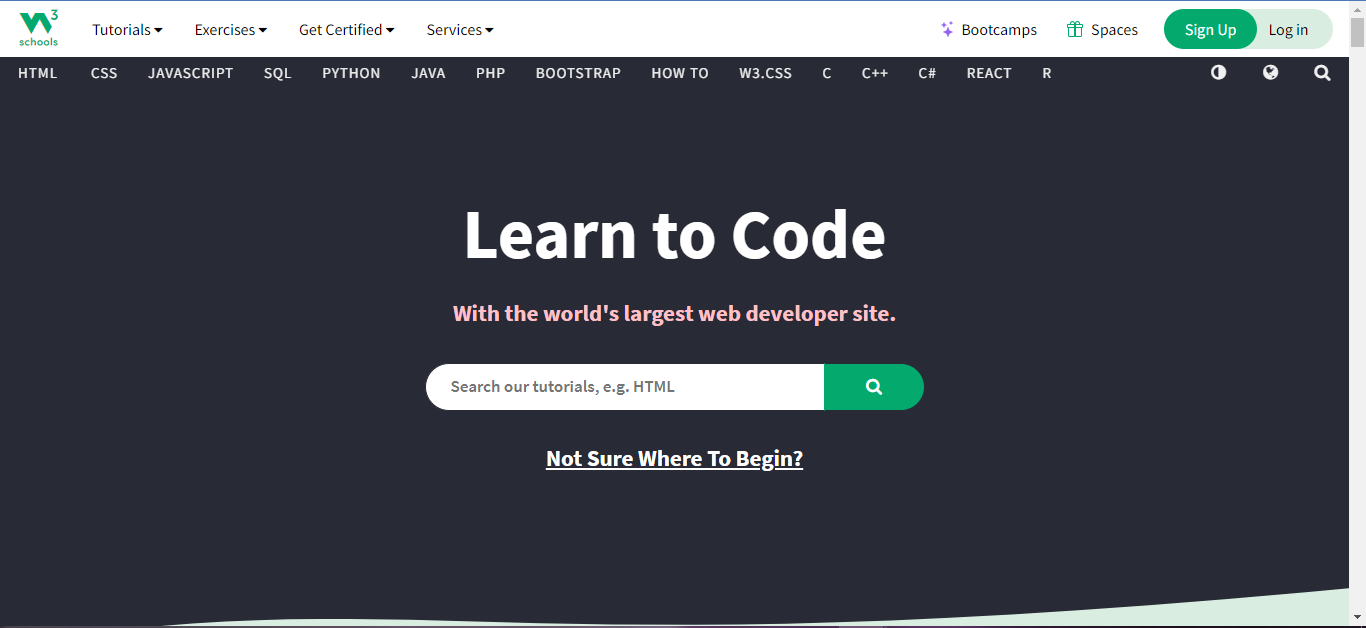 W3 schools
Tutorials Exercises Get Certified Services Bootcamps Spaces Sign Up Log in
HTML CSS JAVASCRIPT SQL PYTHON JAVA PHP BOOTSTRAP HOW TO W3.CSS C C++ C# REACT R
Learn to Code
With the world's largest web developer site.
Search our tutorials, e.g. HTML
Not Sure Where To Begin?